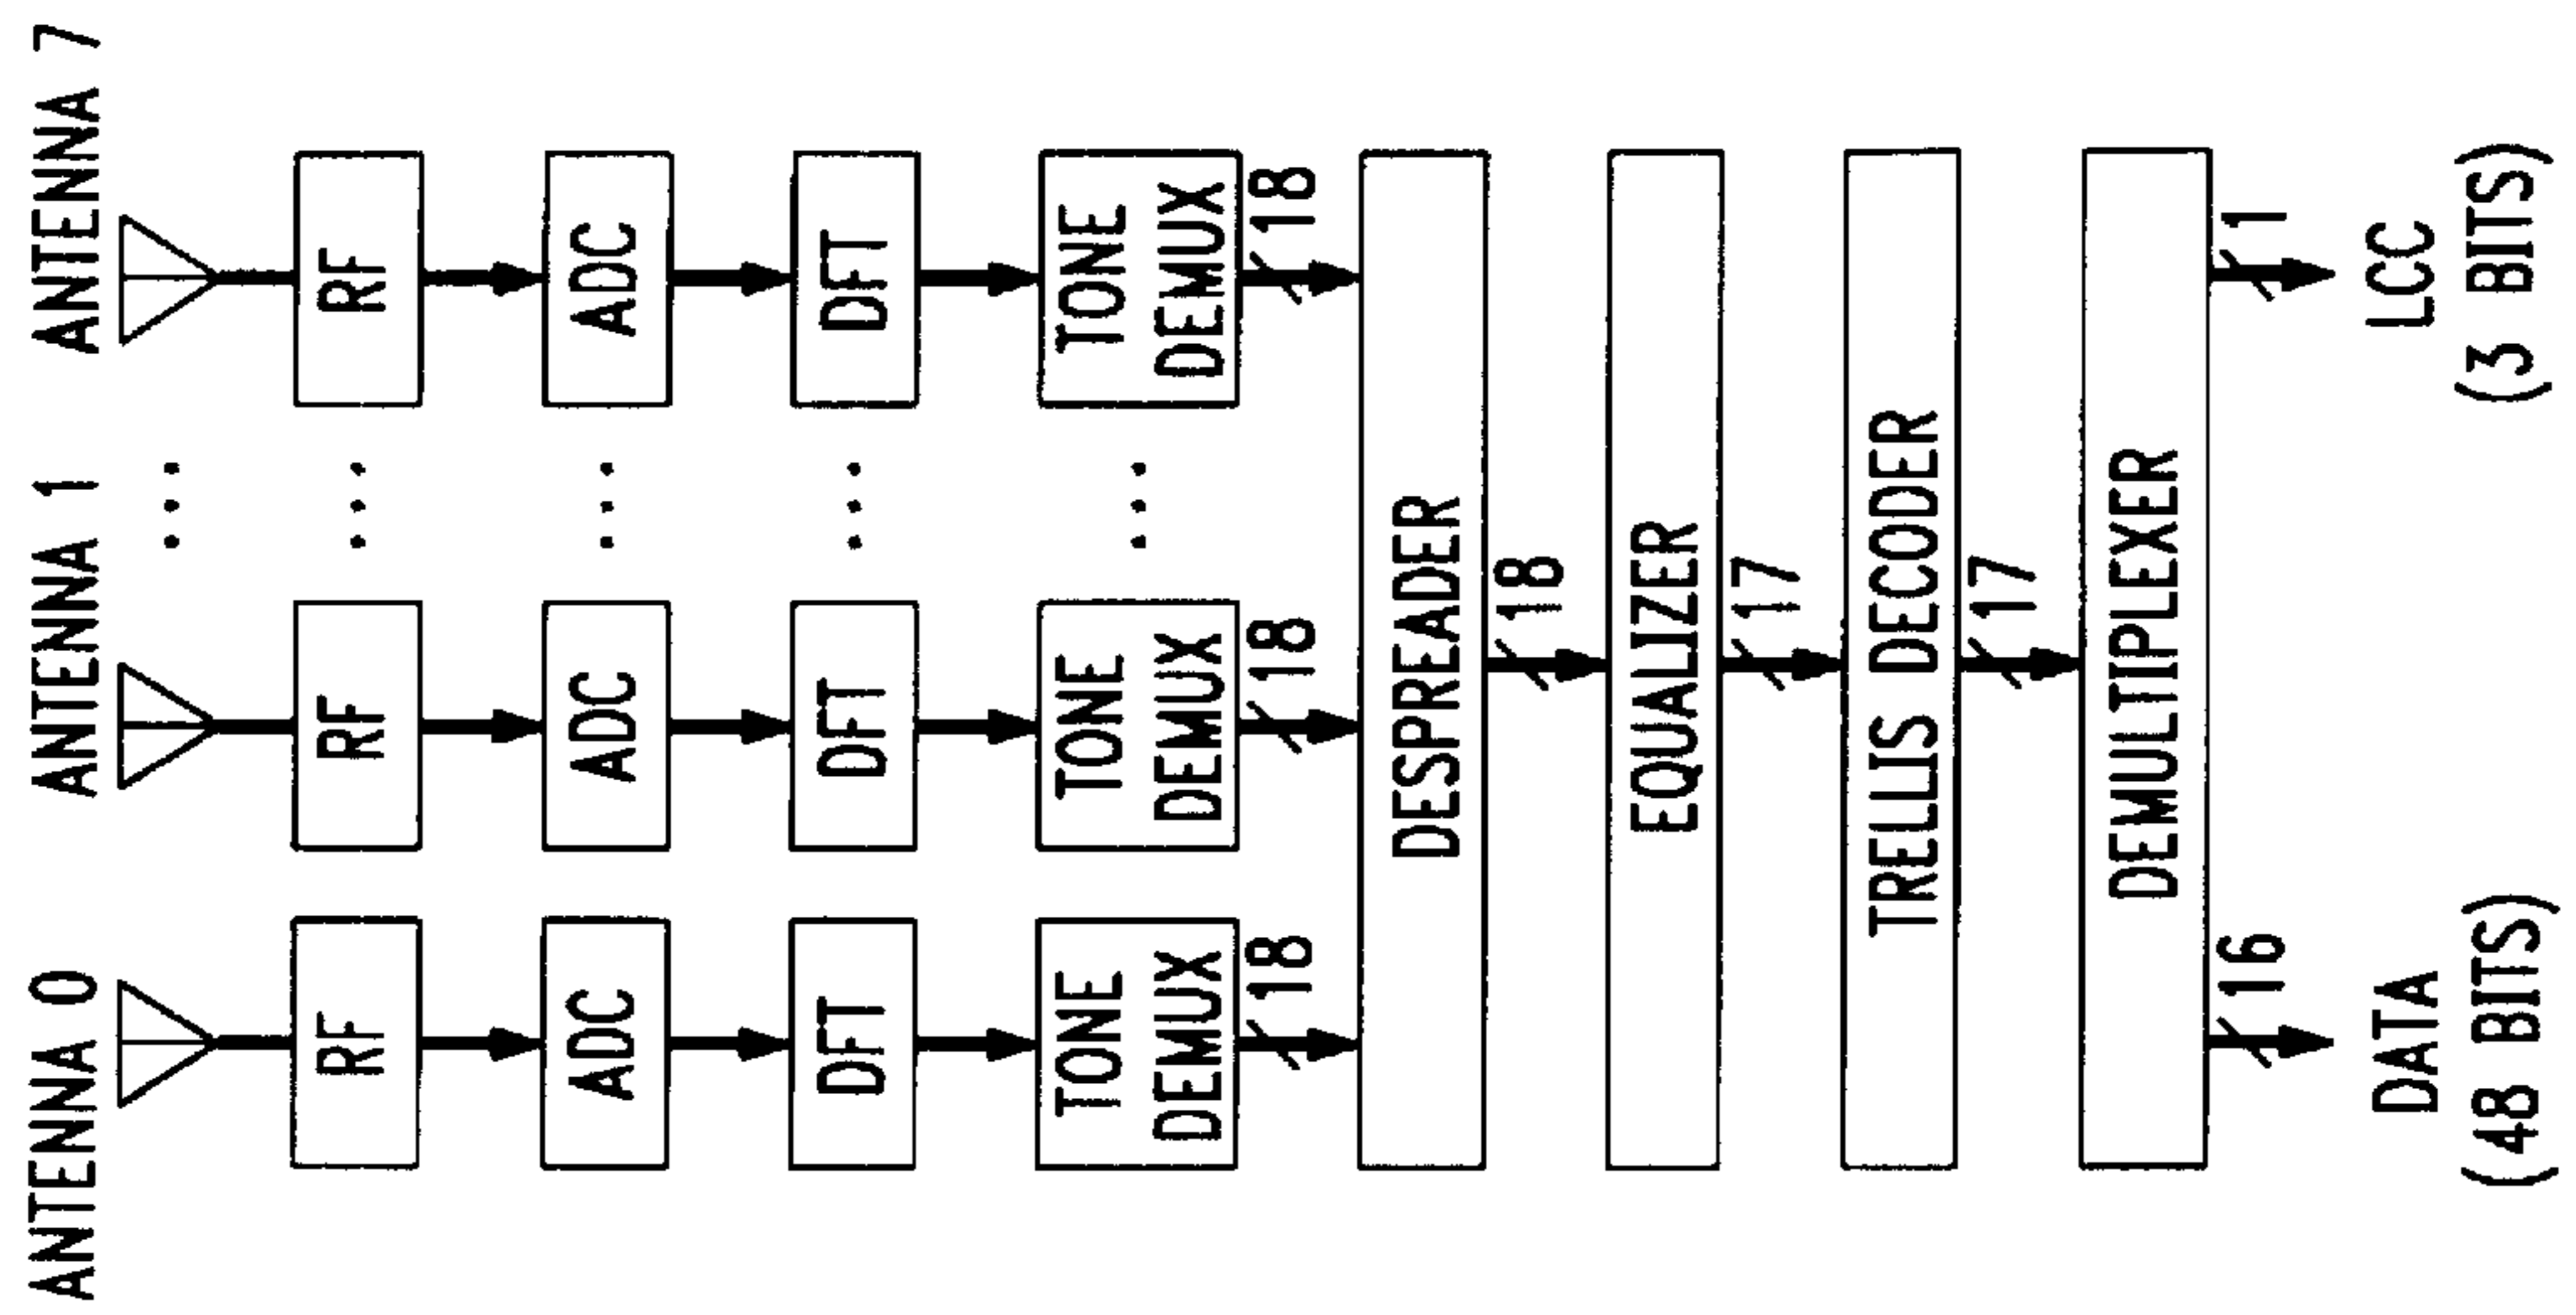 ANTENNA 0
ANTENNA 1
ANTENNA 7
RF
RF
RF
ADC
ADC
ADC
DFT
DFT
DFT
TONE
DEMUX
TONE
DEMUX
TONE
DEMUX
18
18
18
DESPREADER
18
EQUALIZER
17
TRELLIS DECODER
17
DEMULTIPLEXER
16
1
DATA
(48 BITS)
LCC
(3 BITS)